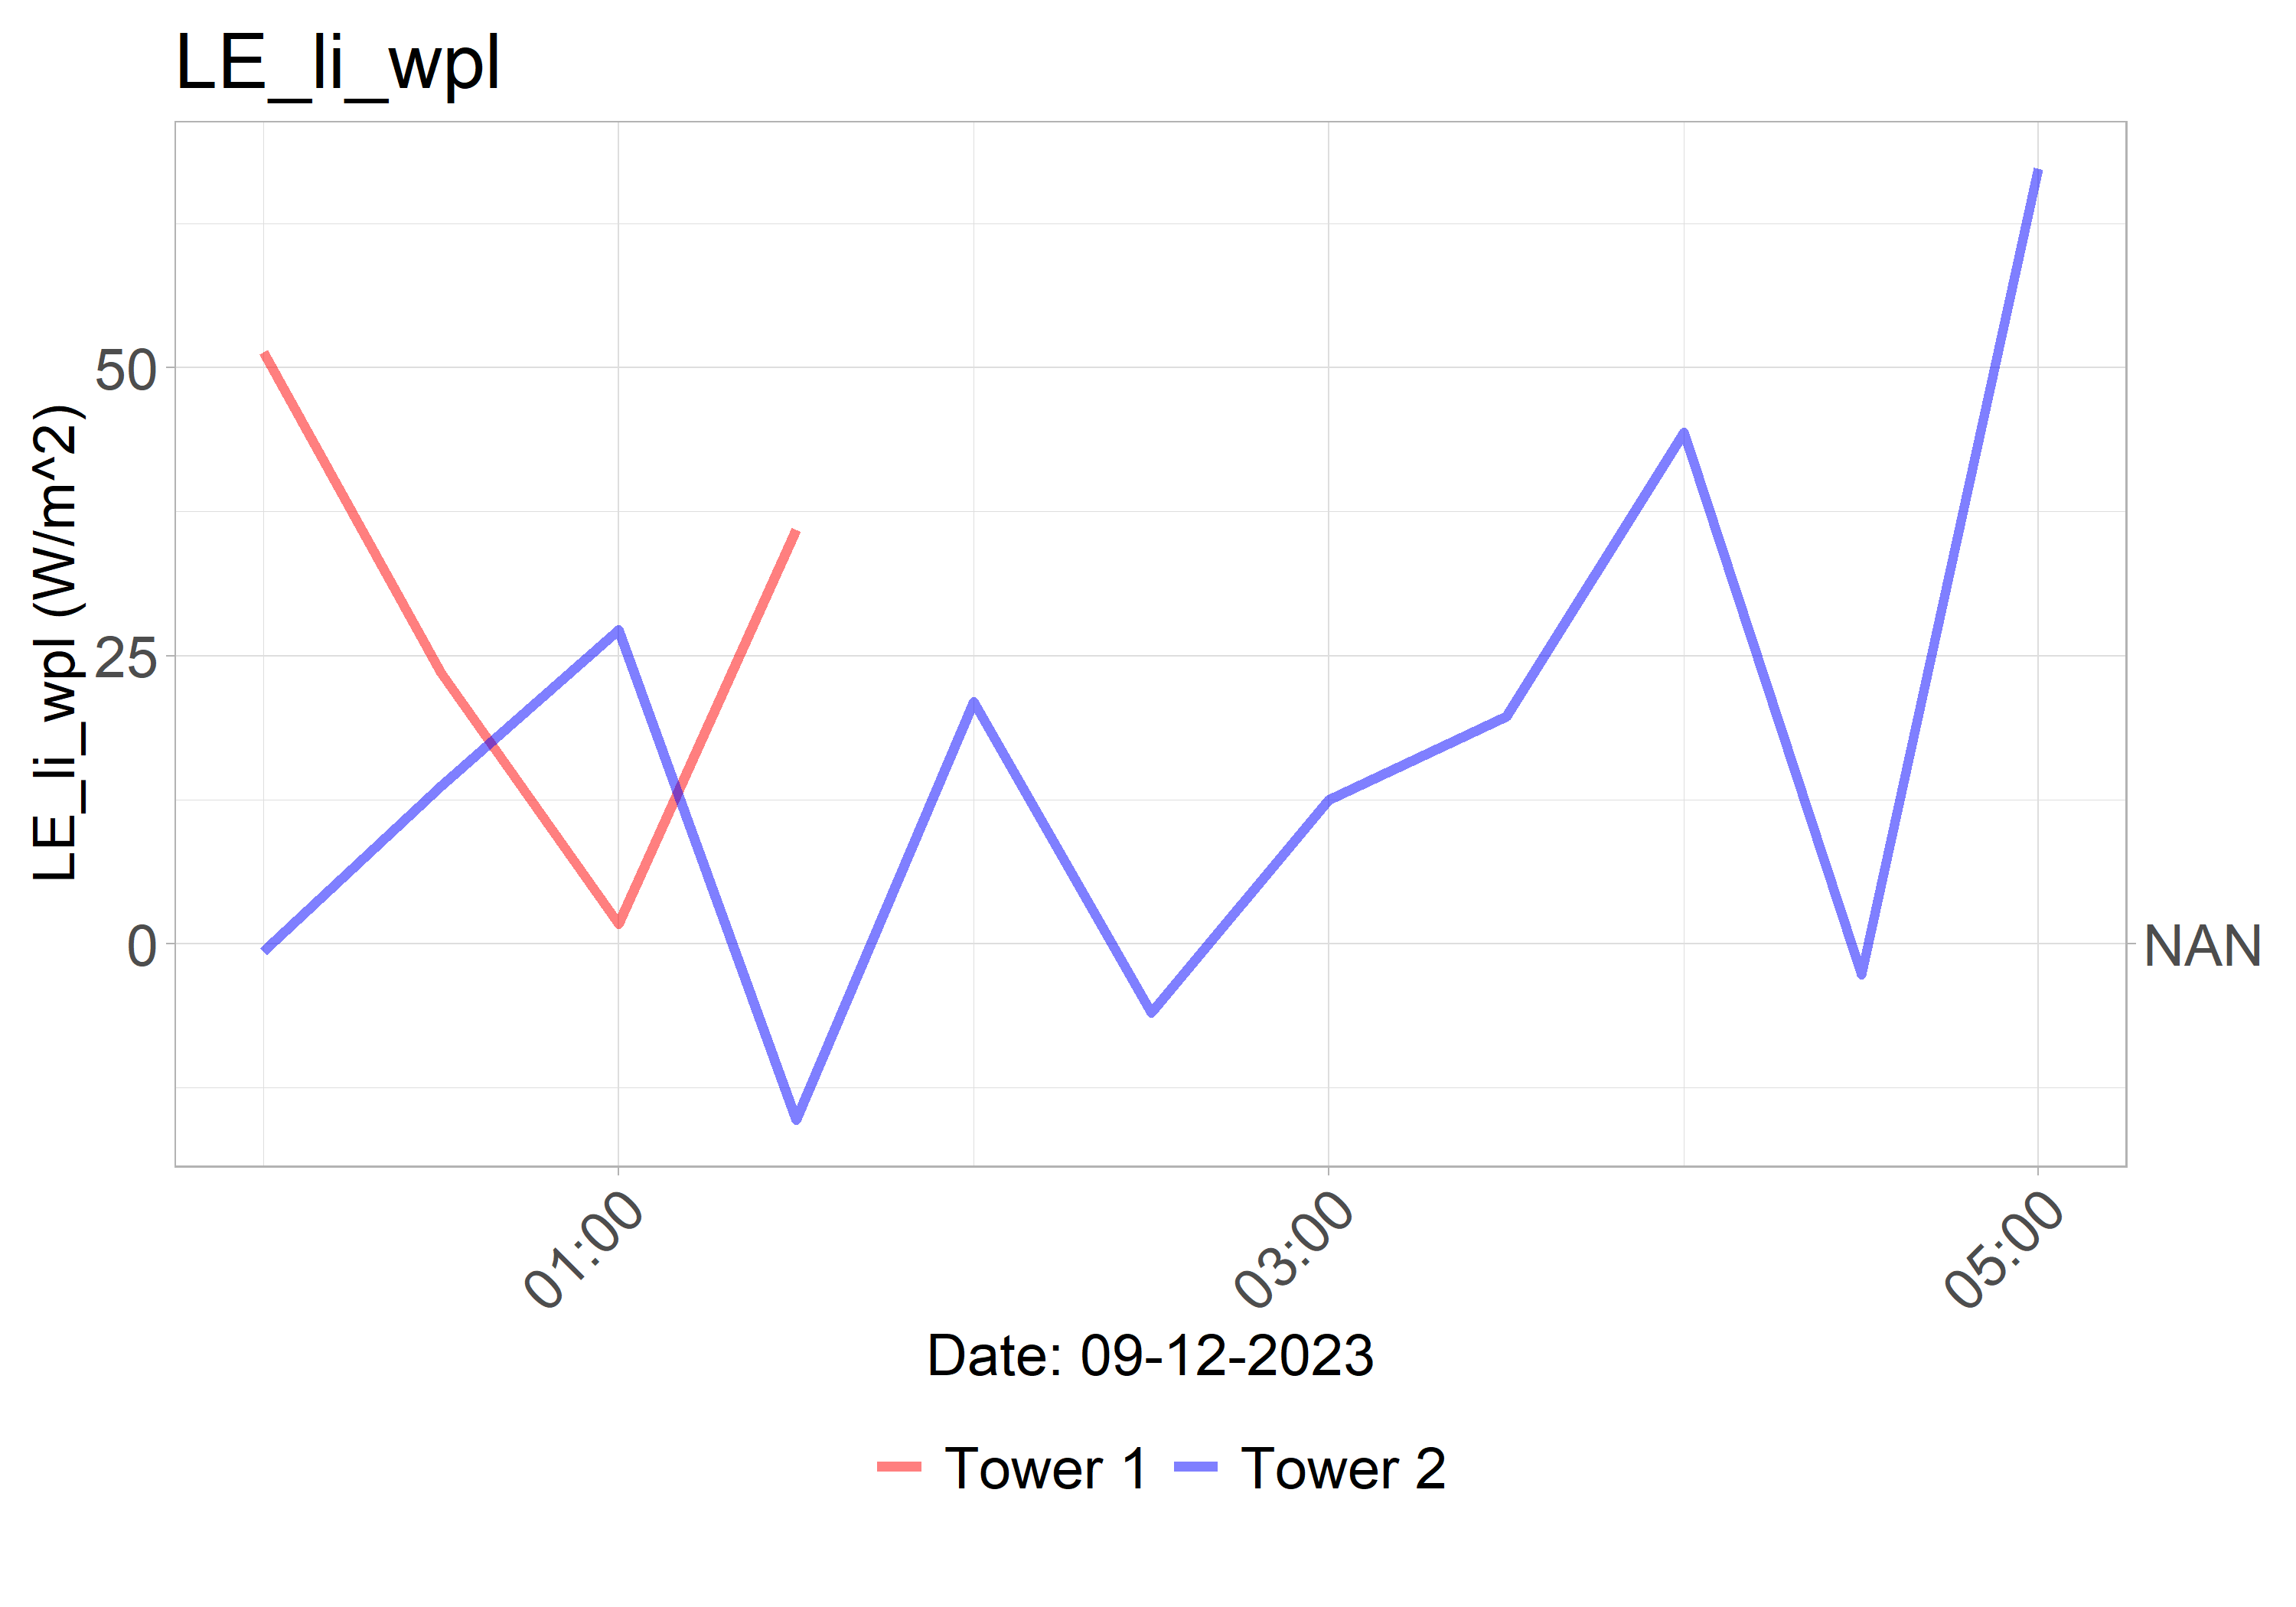 LE_li_wpl
LE_li_wpl (W/m^2)
50
25
0
NAN
01:00
03:00
05:00
Date: 09-12-2023
Tower 1
Tower 2